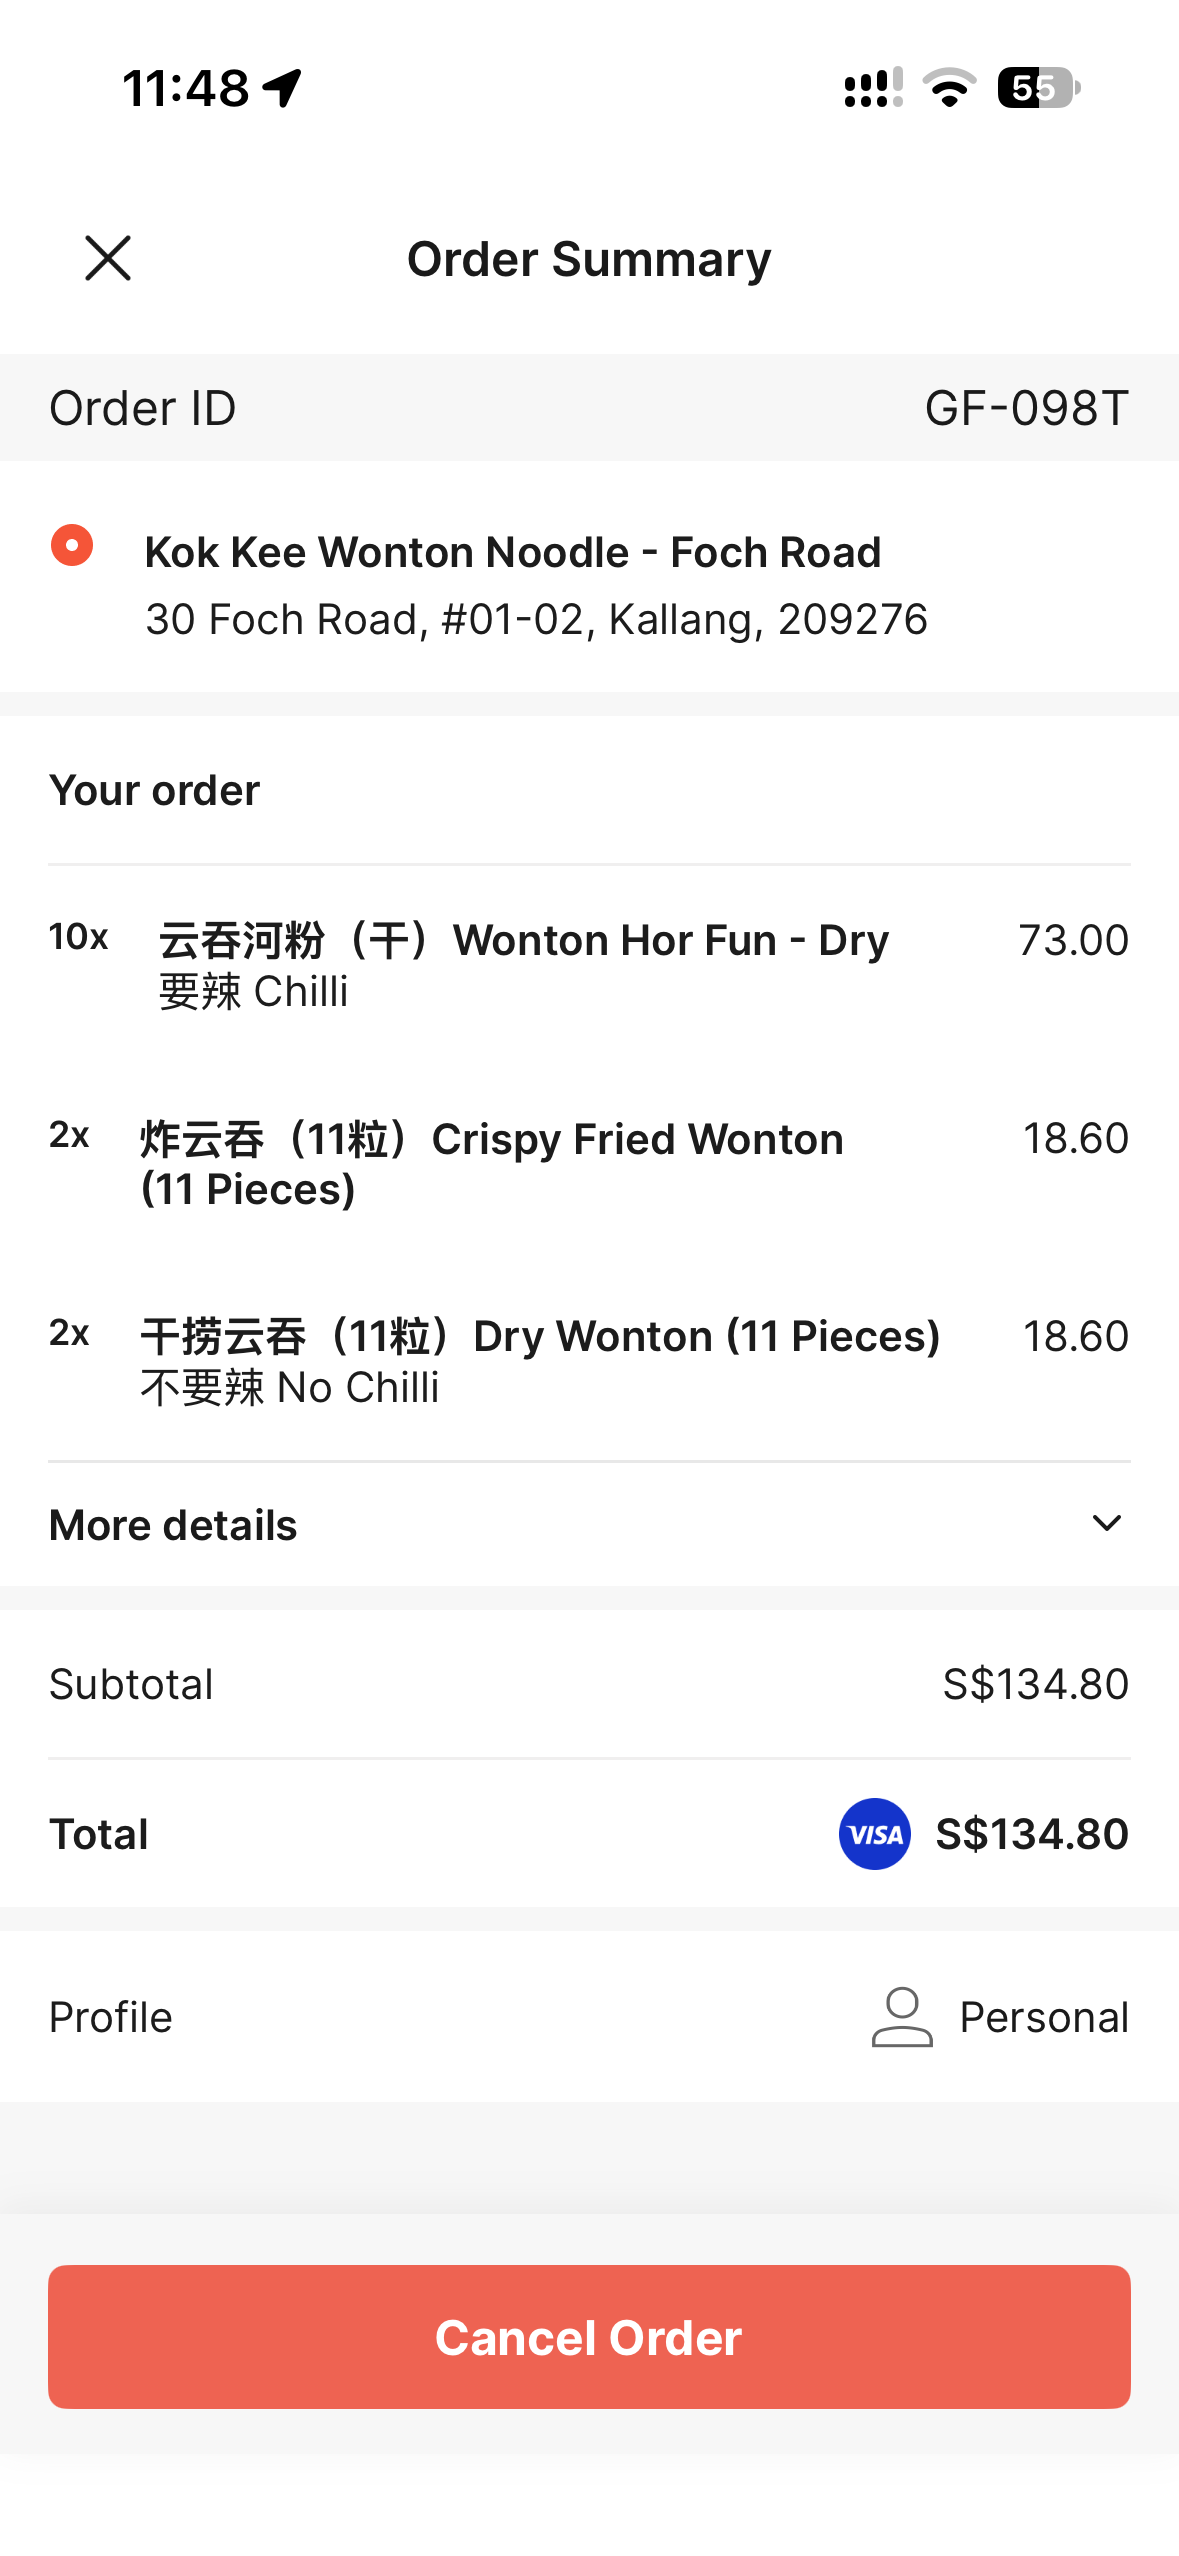 11:48
55
Order Summary
Order ID GF-098T
Kok Kee Wonton Noodle - Foch Road
30 Foch Road, #01-02, Kallang, 209276
Your order
10x 云吞河粉（干）Wonton Hor Fun - Dry 73.00
要辣 Chilli
2x 炸云吞（11粒）Crispy Fried Wonton 18.60
(11 Pieces)
2x 干捞云吞（11粒）Dry Wonton (11 Pieces) 18.60
不要辣 No Chilli
More details
Subtotal S$134.80
Total VISA S$134.80
Profile Personal
Cancel Order